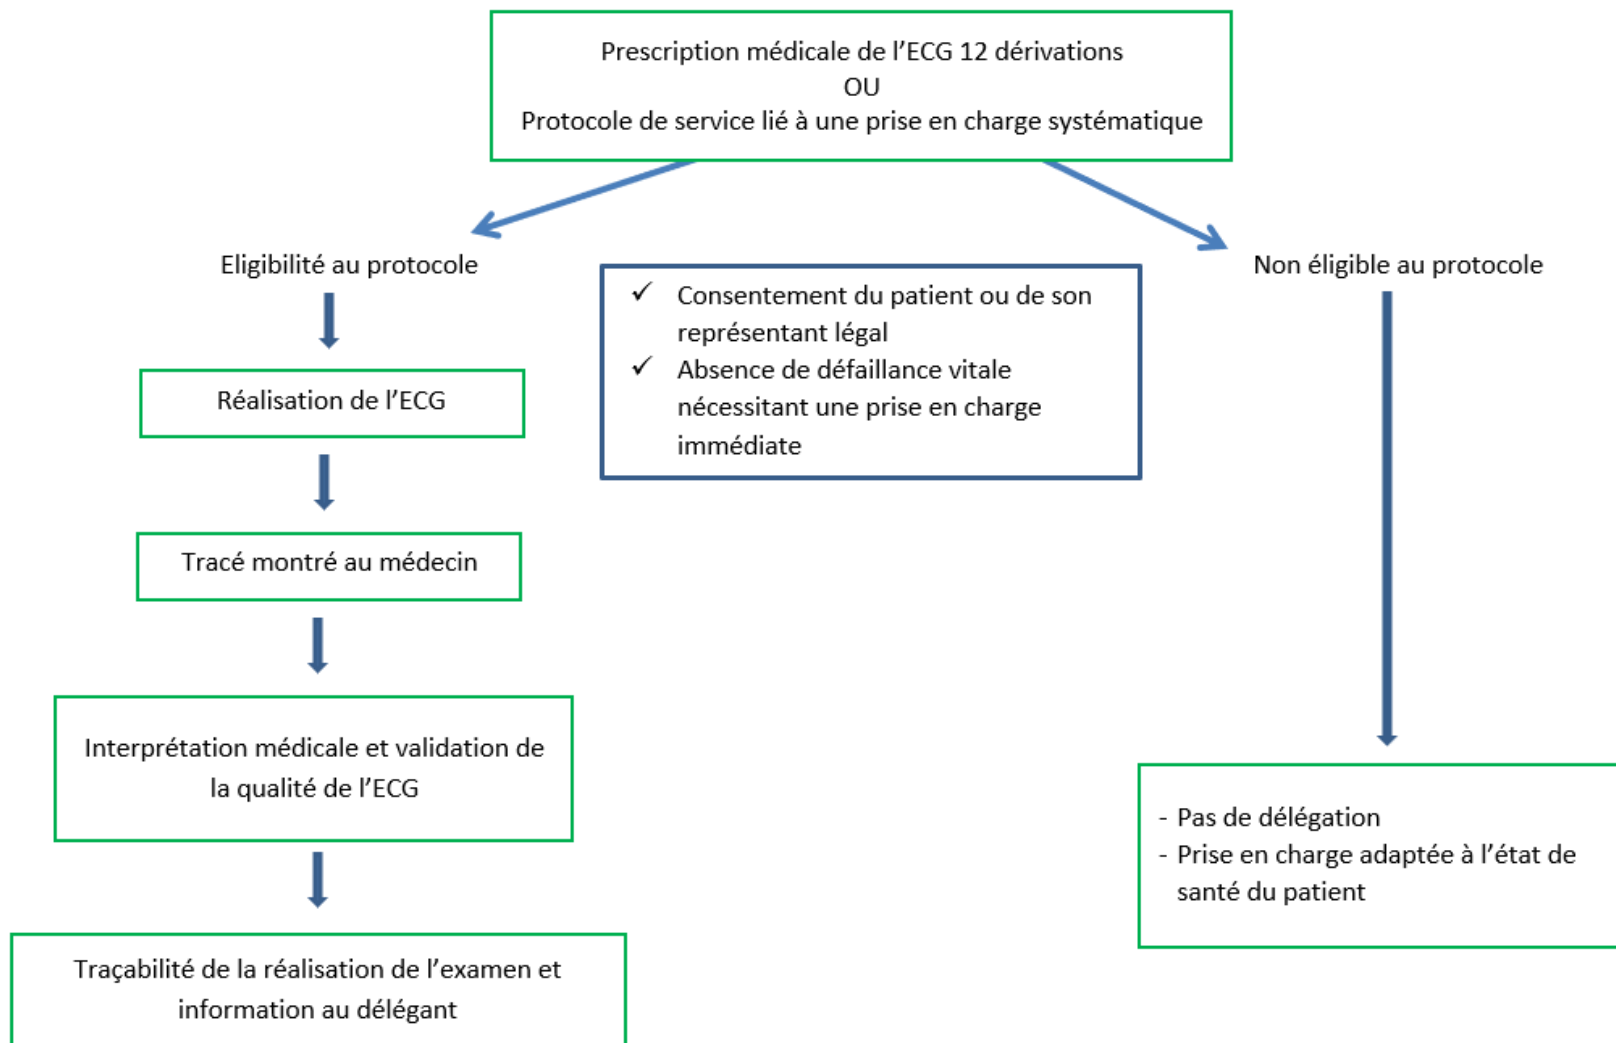 Prescription médicale de l’ECG 12 dérivations
OU
Protocole de service lié à une prise en charge systématique
Eligibilité au protocole
Non éligible au protocole
✓ Consentement du patient ou de son
représentant légal
✓ Absence de défaillance vitale
nécessitant une prise en charge
immédiate
Réalisation de l’ECG
Tracé montré au médecin
Interprétation médicale et validation de
la qualité de l’ECG
- Pas de délégation
- Prise en charge adaptée à l’état de
santé du patient
Traçabilité de la réalisation de l’examen et
information au délégant